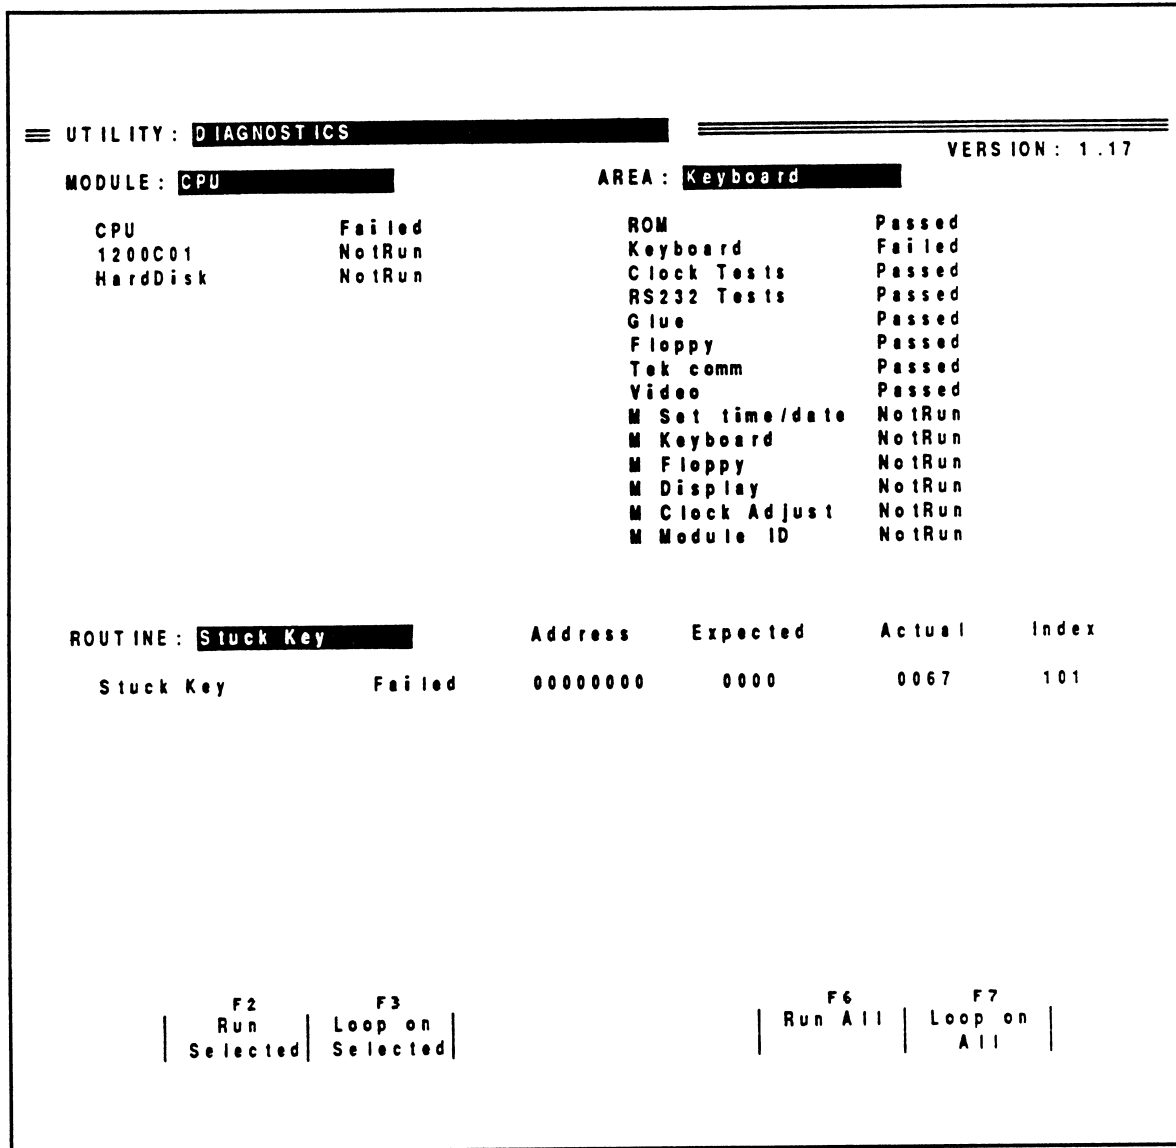 UTILITY: DIAGNOSTICS
VERSION: 1.17
MODULE: CPU AREA: Keyboard
CPU Failed ROM Passed
1200C01 NotRun Keyboard Failed
HardDisk NotRun Clock Tests Passed
RS232 Tests Passed
Glue Passed
Floppy Passed
Tek comm Passed
Video Passed
M Set time/date NotRun
M Keyboard NotRun
M Floppy NotRun
M Display NotRun
M Clock Adjust NotRun
M Module ID NotRun
ROUTINE: Stuck Key Address Expected Actual Index
Stuck Key Failed 00000000 0000 0067 101
F2 F3 F6 F7
Run Loop on Run All Loop on
Selected Selected All